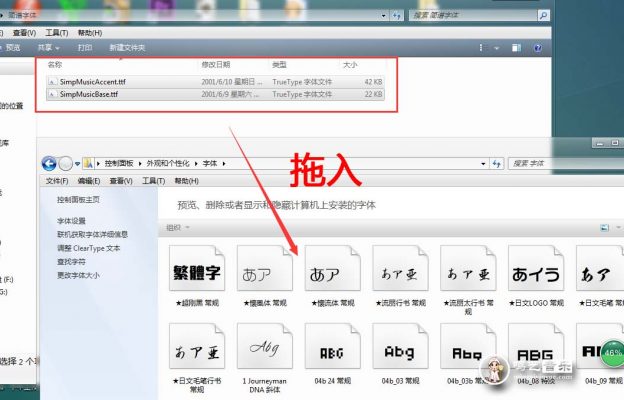 简谱字体
搜索 简谱字体
查看(V) 工具(T) 帮助(H)
预览 共享 打印 新建文件夹
名称 修改日期 类型 大小
SimpMusicAccent.ttf 2001/6/10 星期日 ... TrueType 字体文件 42 KB
SimpMusicBase.ttf 2001/6/9 星期六 ... TrueType 字体文件 22 KB
的位置
拖入
控制面板 外观和个性化 字体
搜索 字体
文件(F) 编辑(E) 查看(V) 工具(T) 帮助(H)
控制面板主页
字体设置
联机获取字体详细信息
调整 ClearType 文本
查找字符
更改字体大小
预览、删除或者显示和隐藏计算机上安装的字体
组织
繁體字 あア あア あア亜 あア亜 あイう あア
★超刚黑 常规 ★懐風体 常规 ★懐流体 常规 ★流丽行书 常规 ★流丽太行书 常规 ★日文LOGO 常规 ★日文毛笔 常规
あア亜 Abg ABG Abg Abg ABG
★日文毛笔行 常规 1 Journeyman DNA 斜体 04b 24 常规 04b_03 常规 04b_03b 常规 04b_08 特淡 04b_09 常规
(F:)
G:)
选择 2 个
46%